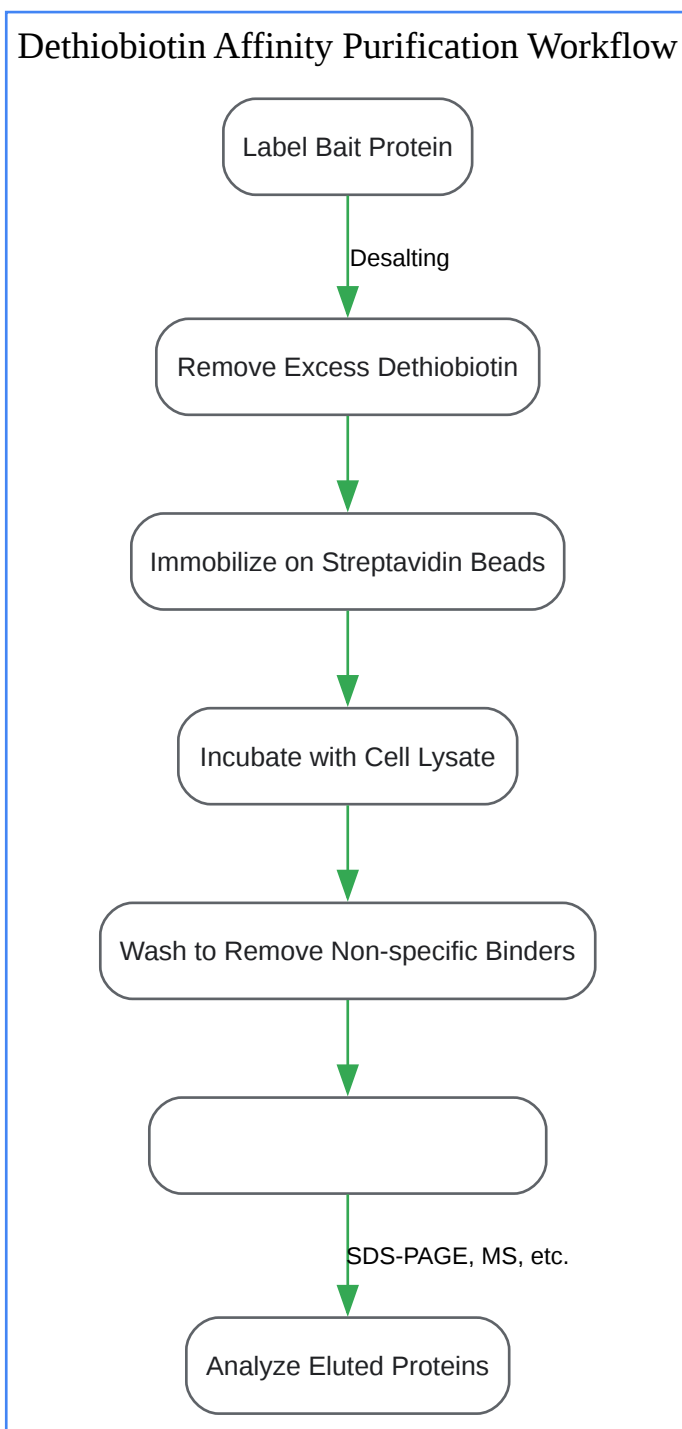 Dethiobiotin Affinity Purification Workflow
Label Bait Protein
Desalting
Remove Excess Dethiobiotin
Immobilize on Streptavidin Beads
Incubate with Cell Lysate
Wash to Remove Non-specific Binders
SDS-PAGE, MS, etc.
Analyze Eluted Proteins